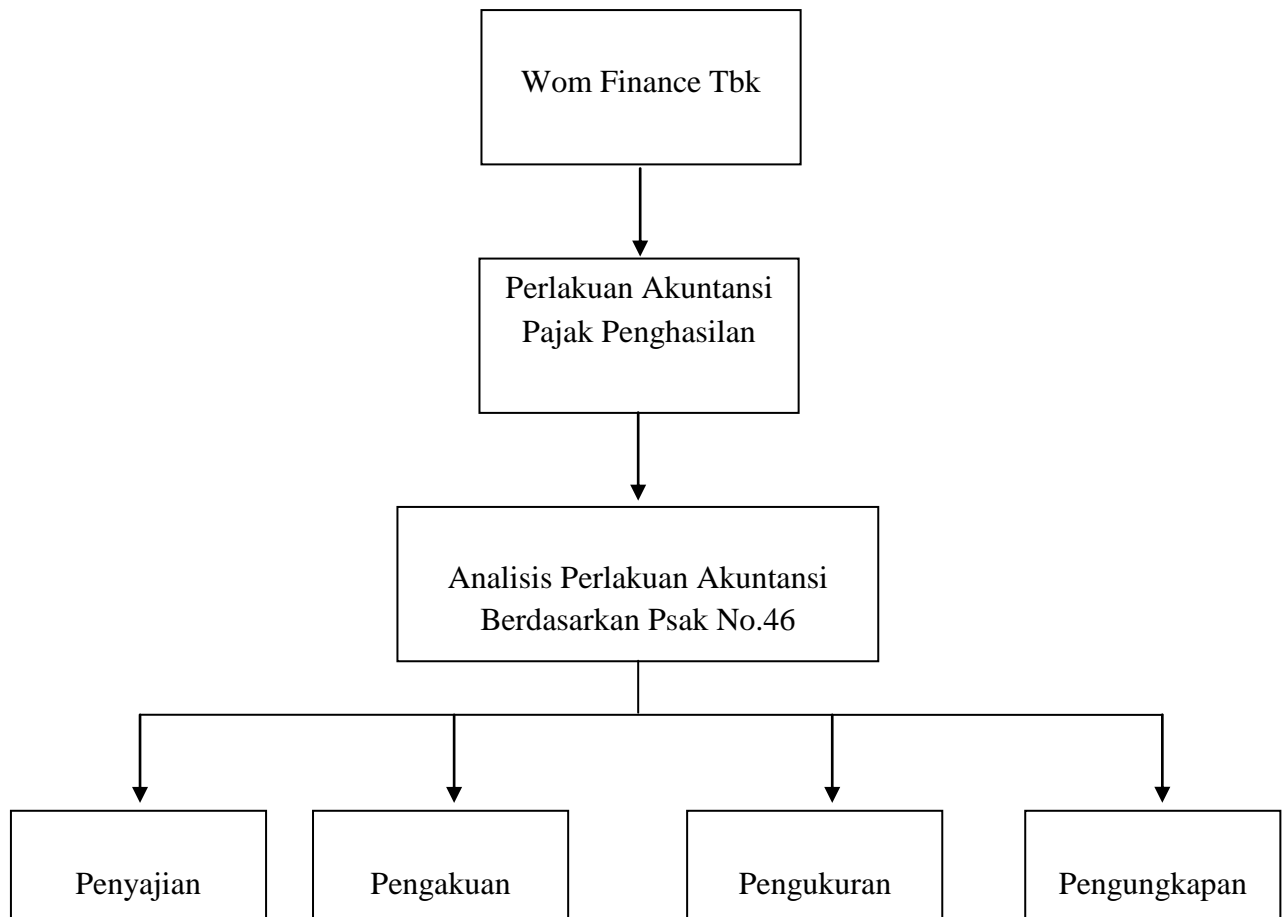 Wom Finance Tbk
Perlakuan Akuntansi
Pajak Penghasilan
Analisis Perlakuan Akuntansi
Berdasarkan Psak No.46
Penyajian
Pengakuan
Pengukuran
Pengungkapan